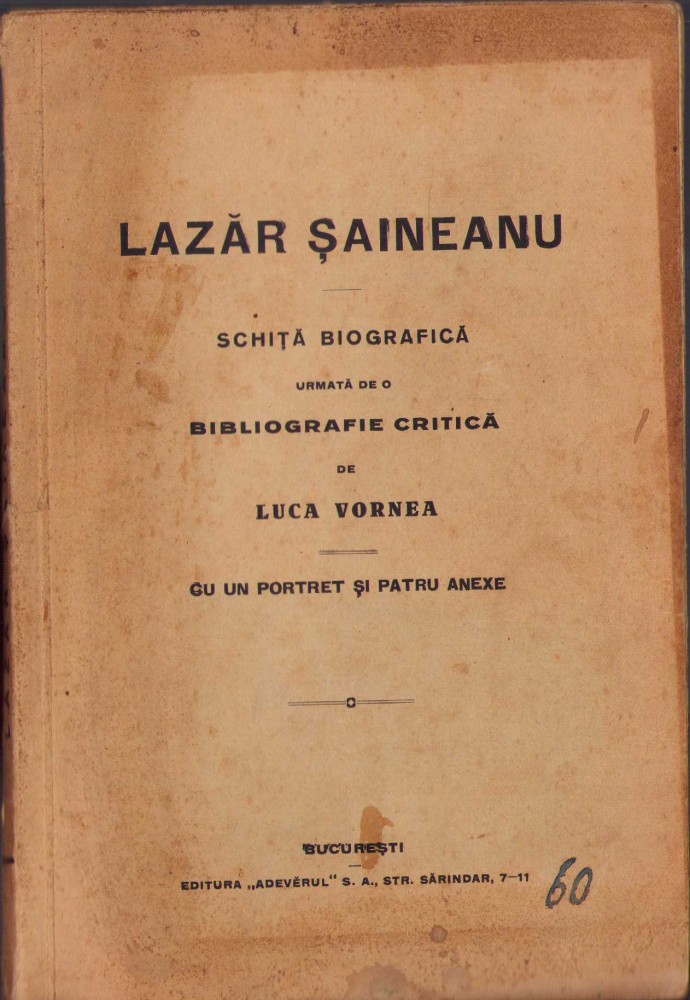 LAZĂR ȘAINEANU
SCHIȚĂ BIOGRAFICĂ
URMATĂ DE O
BIBLIOGRAFIE CRITICĂ
DE
LUCA VORNEA
CU UN PORTRET ȘI PATRU ANEXE
BUCUREȘTI
EDITURA „ADEVĔRUL" S. A., STR. SĂRINDAR, 7—11
60